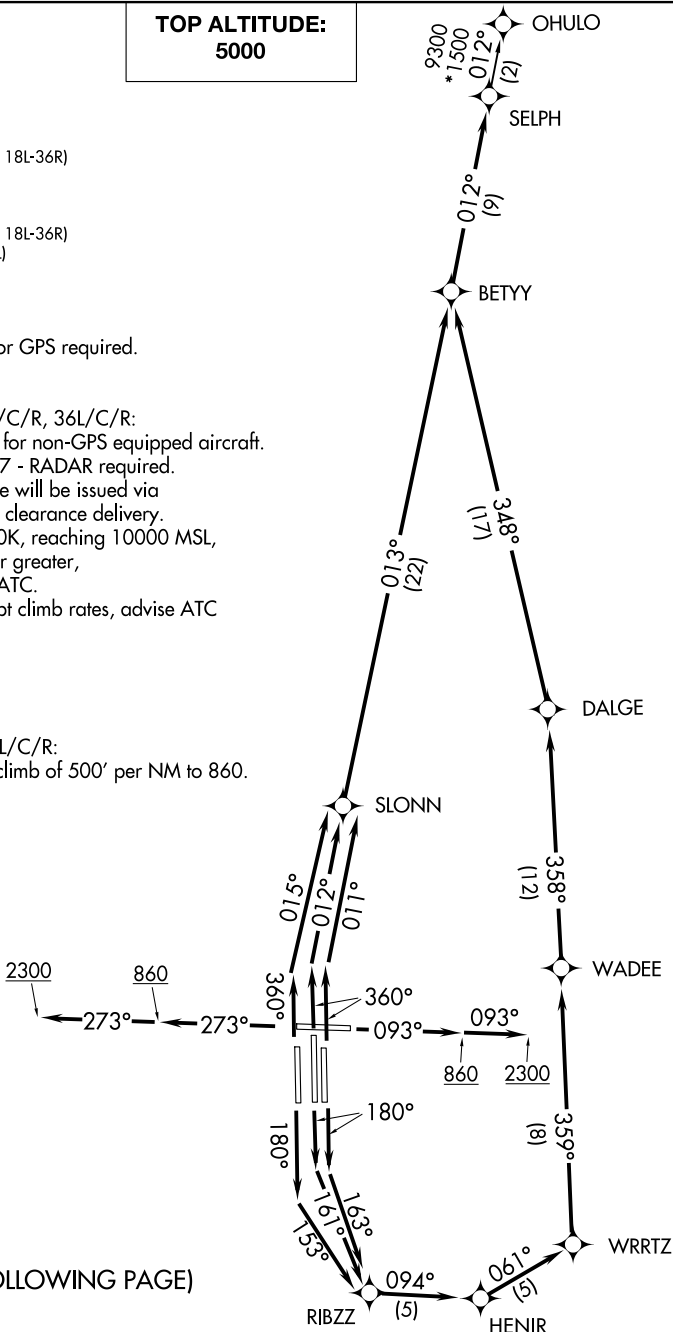 TOP ALTITUDE:
5000
OHULO
9300
*1500
012°
(2)
SELPH
18L-36R)
012°
(9)
18L-36R)
BETYY
or GPS required.
/C/R, 36L/C/R:
for non-GPS equipped aircraft.
7 - RADAR required.
e will be issued via
clearance delivery.
0K, reaching 10000 MSL,
r greater,
ATC.
pt climb rates, advise ATC
348°
(17)
013°
(22)
DALGE
L/C/R:
climb of 500' per NM to 860.
SLONN
015°
012°
011°
358°
(12)
WADEE
2300
860
360°
360°
273°
273°
093°
093°
860
2300
180°
180°
359°
(8)
153°
161°
163°
WRRTZ
OLLOWING PAGE)
094°
(5)
061°
(5)
RIBZZ
HENIR